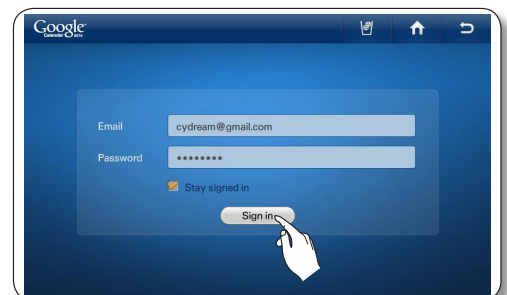 Google
Calendar BETA
Email
cydream@gmail.com
Password
********
Stay signed in
Sign in